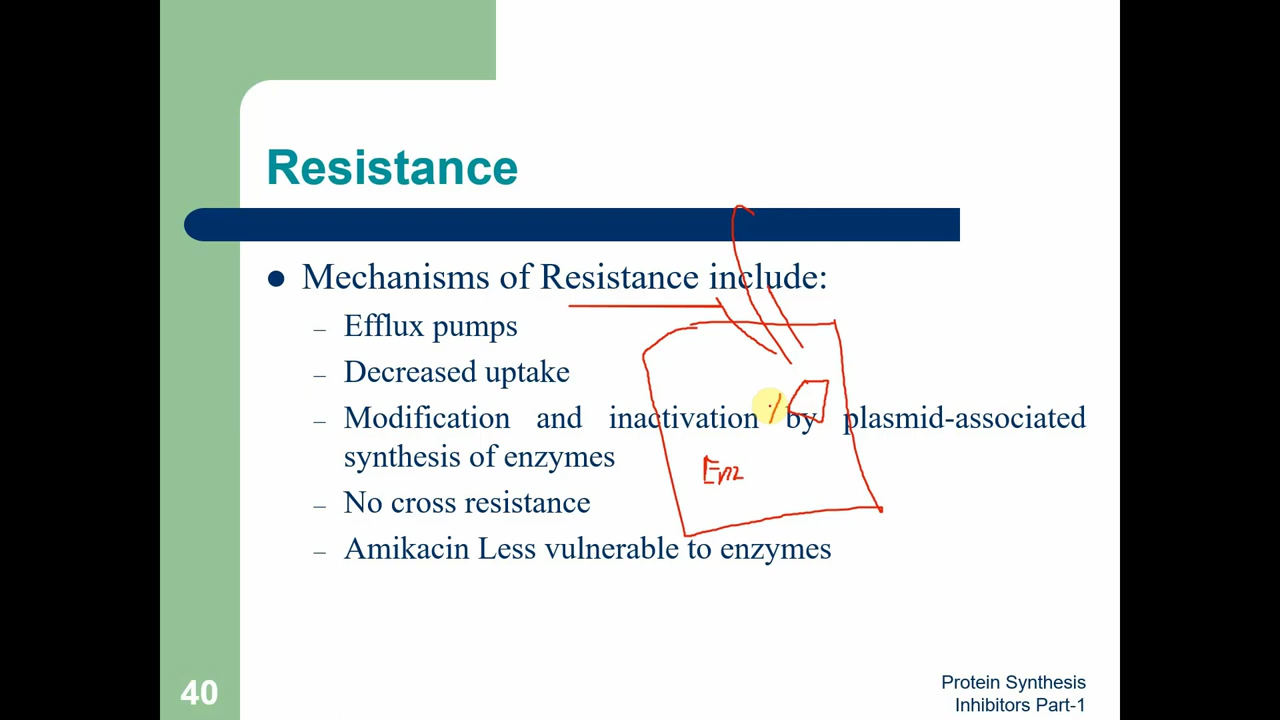 Resistance
● Mechanisms of Resistance include:
– Efflux pumps
– Decreased uptake
– Modification and inactivation by plasmid-associated
synthesis of enzymes
Enz
– No cross resistance
– Amikacin Less vulnerable to enzymes
40
Protein Synthesis
Inhibitors Part-1